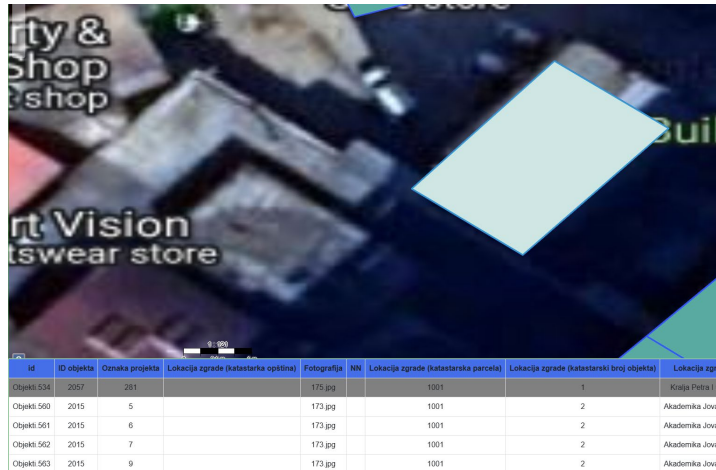 rty &
Shop
t shop
store
Buil
rt Vision
tswear store
id ID objekta Oznaka projekta Lokacija zgrade (katastarka opština) Fotografija NN Lokacija zgrade (katastarska parcela) Lokacija zgrade (katastarski broj objekta) Lokacija zgr
Objekti.534 2057 281 175.jpg 1001 1 Kralja Petra I
Objekti.560 2015 5 173.jpg 1001 2 Akademika Jova
Objekti.561 2015 6 173.jpg 1001 2 Akademika Jova
Objekti.562 2015 7 173.jpg 1001 2 Akademika Jova
Objekti.563 2015 9 173.jpg 1001 2 Akademika Jova